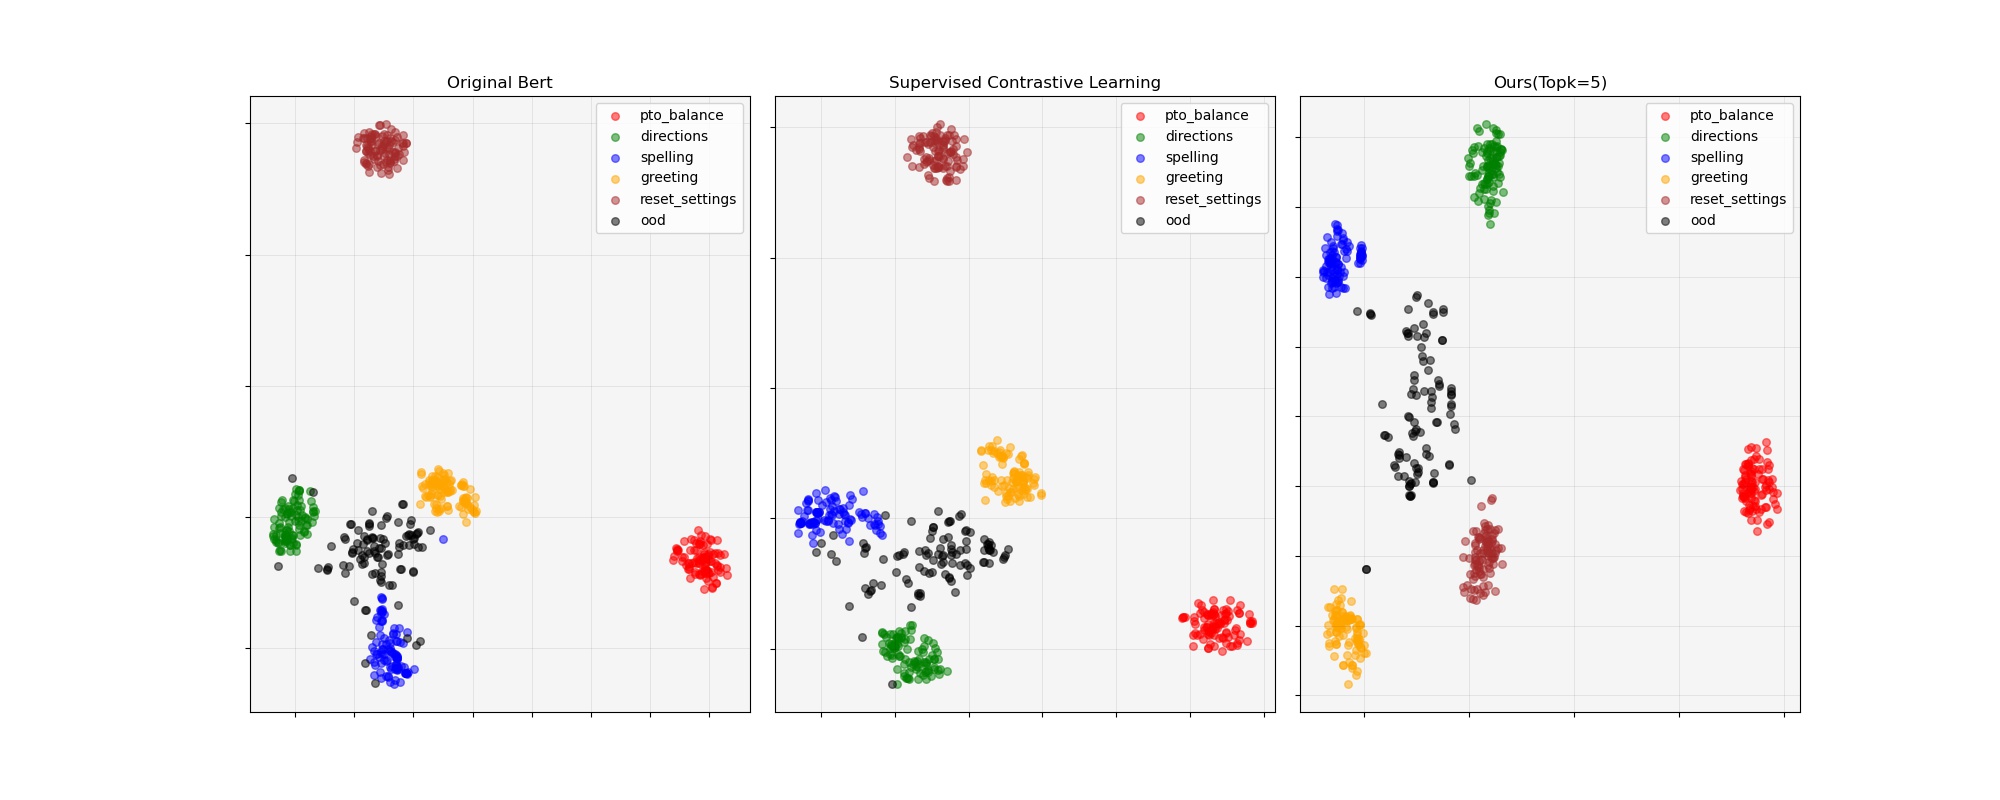 Original Bert
pto_balance
directions
spelling
greeting
reset_settings
ood
Supervised Contrastive Learning
pto_balance
directions
spelling
greeting
reset_settings
ood
Ours(Topk=5)
pto_balance
directions
spelling
greeting
reset_settings
ood